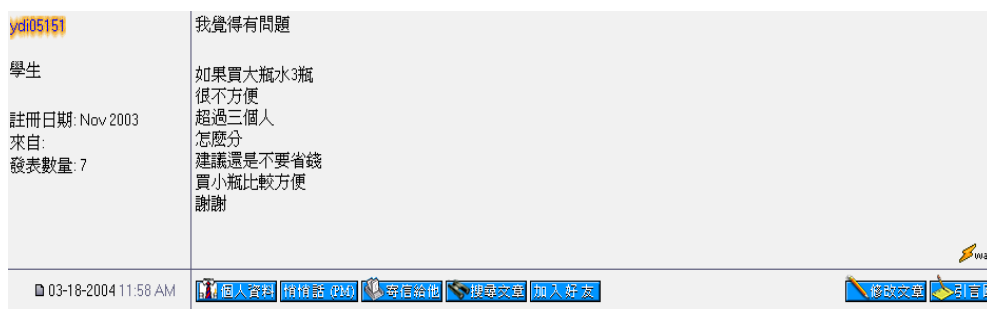 ydi05151
學生
註冊日期: Nov 2003
來自:
發表數量: 7
我覺得有問題
如果買大瓶水3瓶
很不方便
超過三個人
怎麼分
建議還是不要省錢
買小瓶比較方便
謝謝
03-18-2004 11:58 AM
個人資料 悄悄話 (PM) 寄信給他 搜尋文章 加入好友
修改文章 引言